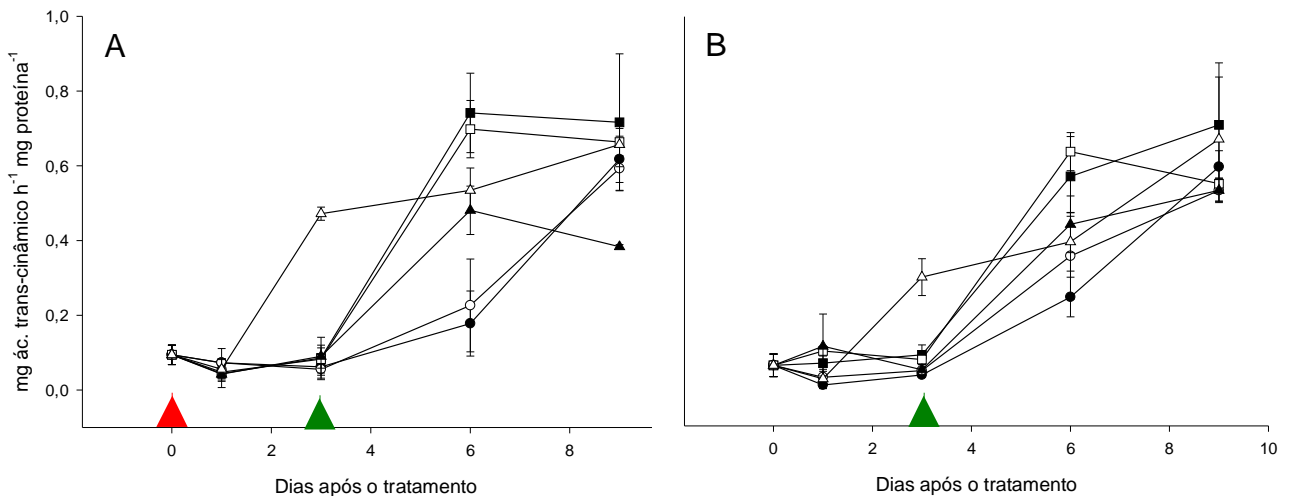 A
B
mg ác. trans-cinâmico h⁻¹ mg proteína⁻¹
1,0
0,8
0,6
0,4
0,2
0,0
0 2 4 6 8
0 2 4 6 8 10
Dias após o tratamento
Dias após o tratamento